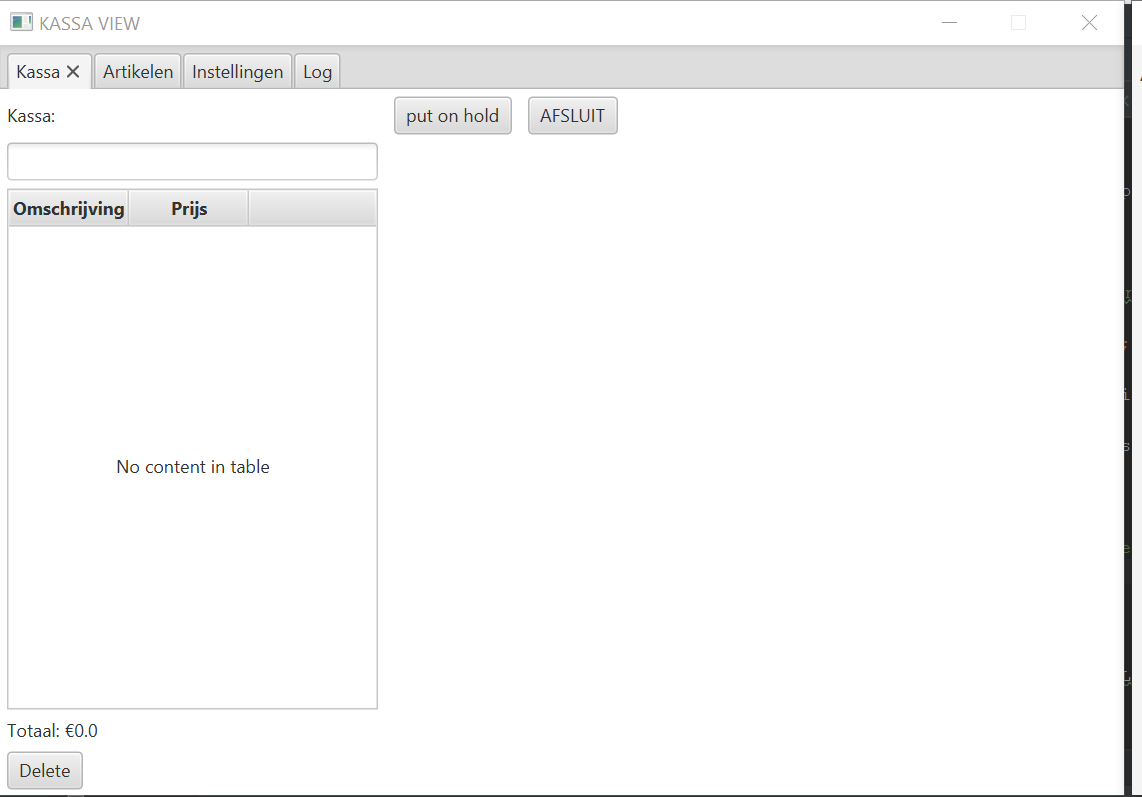 KASSA VIEW
Kassa Artikelen Instellingen Log
Kassa: put on hold AFSLUIT
Omschrijving Prijs
No content in table
Totaal: €0.0
Delete